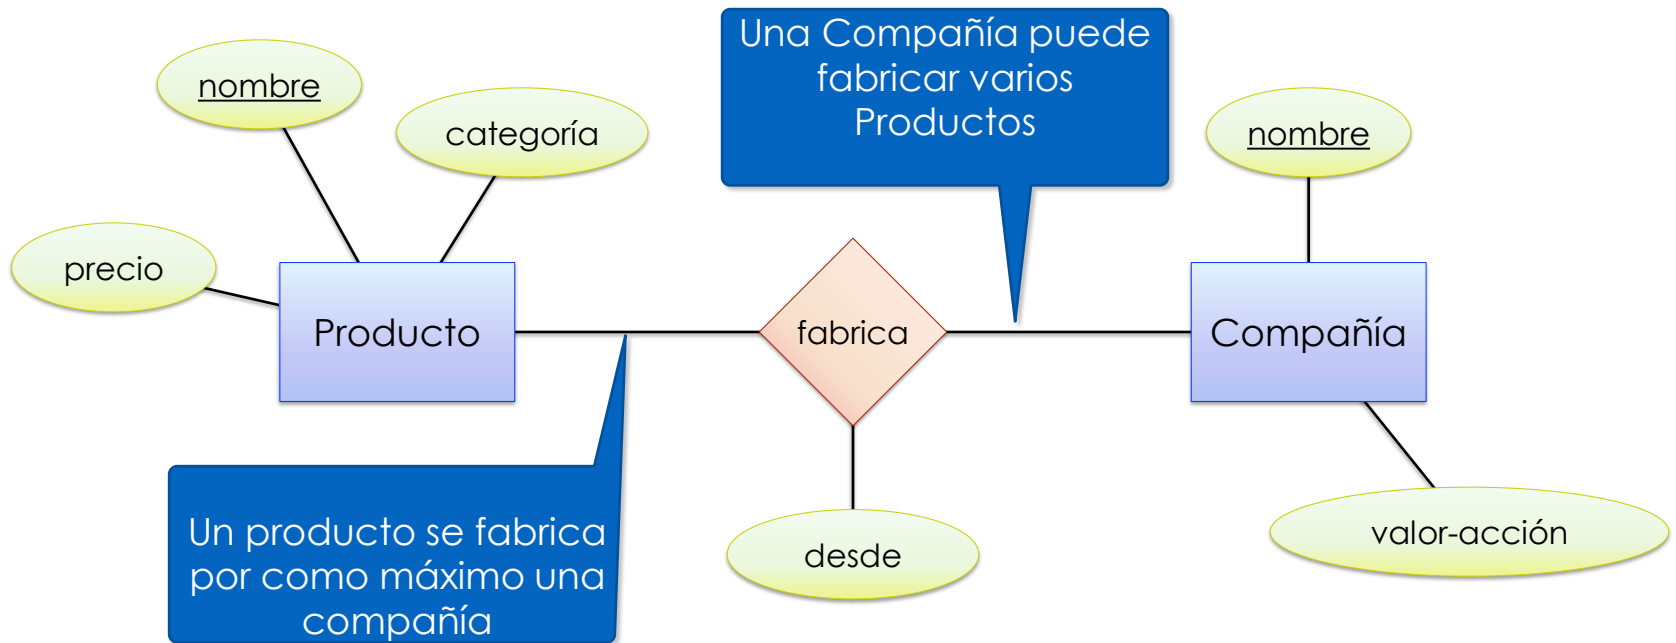 Una Compañía puede
fabricar varios
Productos
nombre
categoría
nombre
precio
Producto
fabrica
Compañía
Un producto se fabrica
por como máximo una
compañía
desde
valor-acción